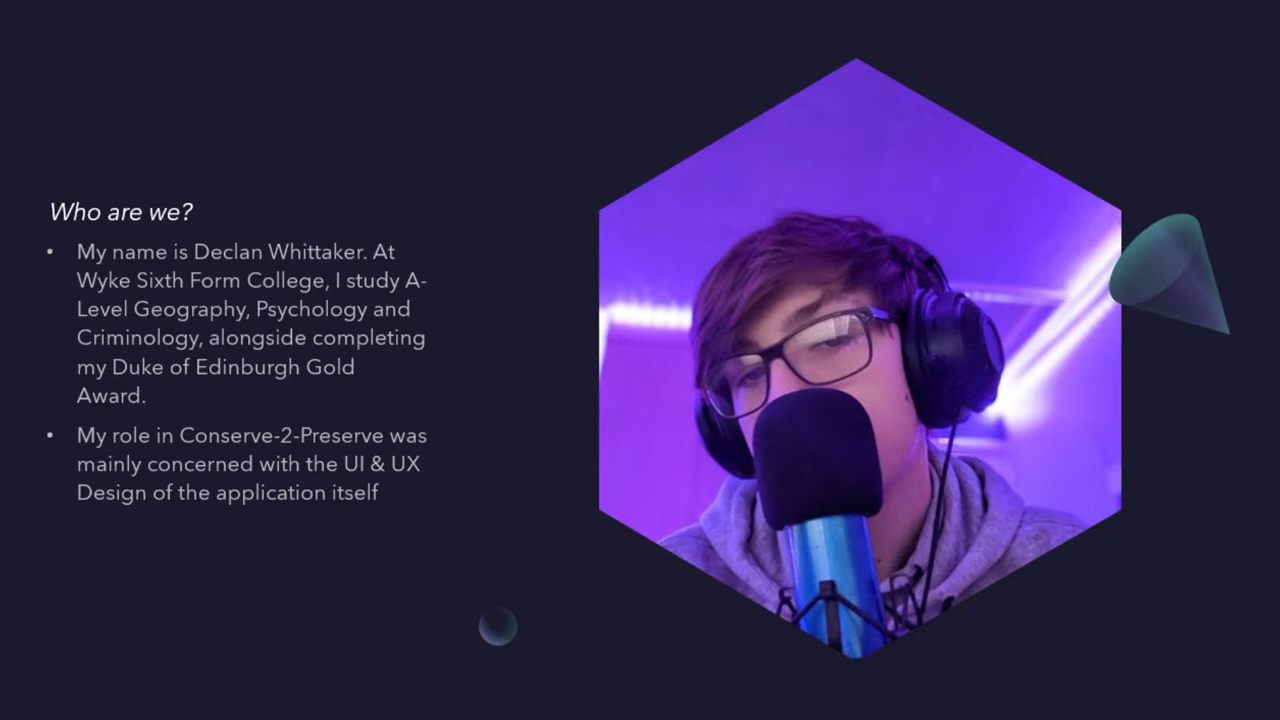 Who are we?
• My name is Declan Whittaker. At
Wyke Sixth Form College, I study A-
Level Geography, Psychology and
Criminology, alongside completing
my Duke of Edinburgh Gold
Award.
• My role in Conserve-2-Preserve was
mainly concerned with the UI & UX
Design of the application itself